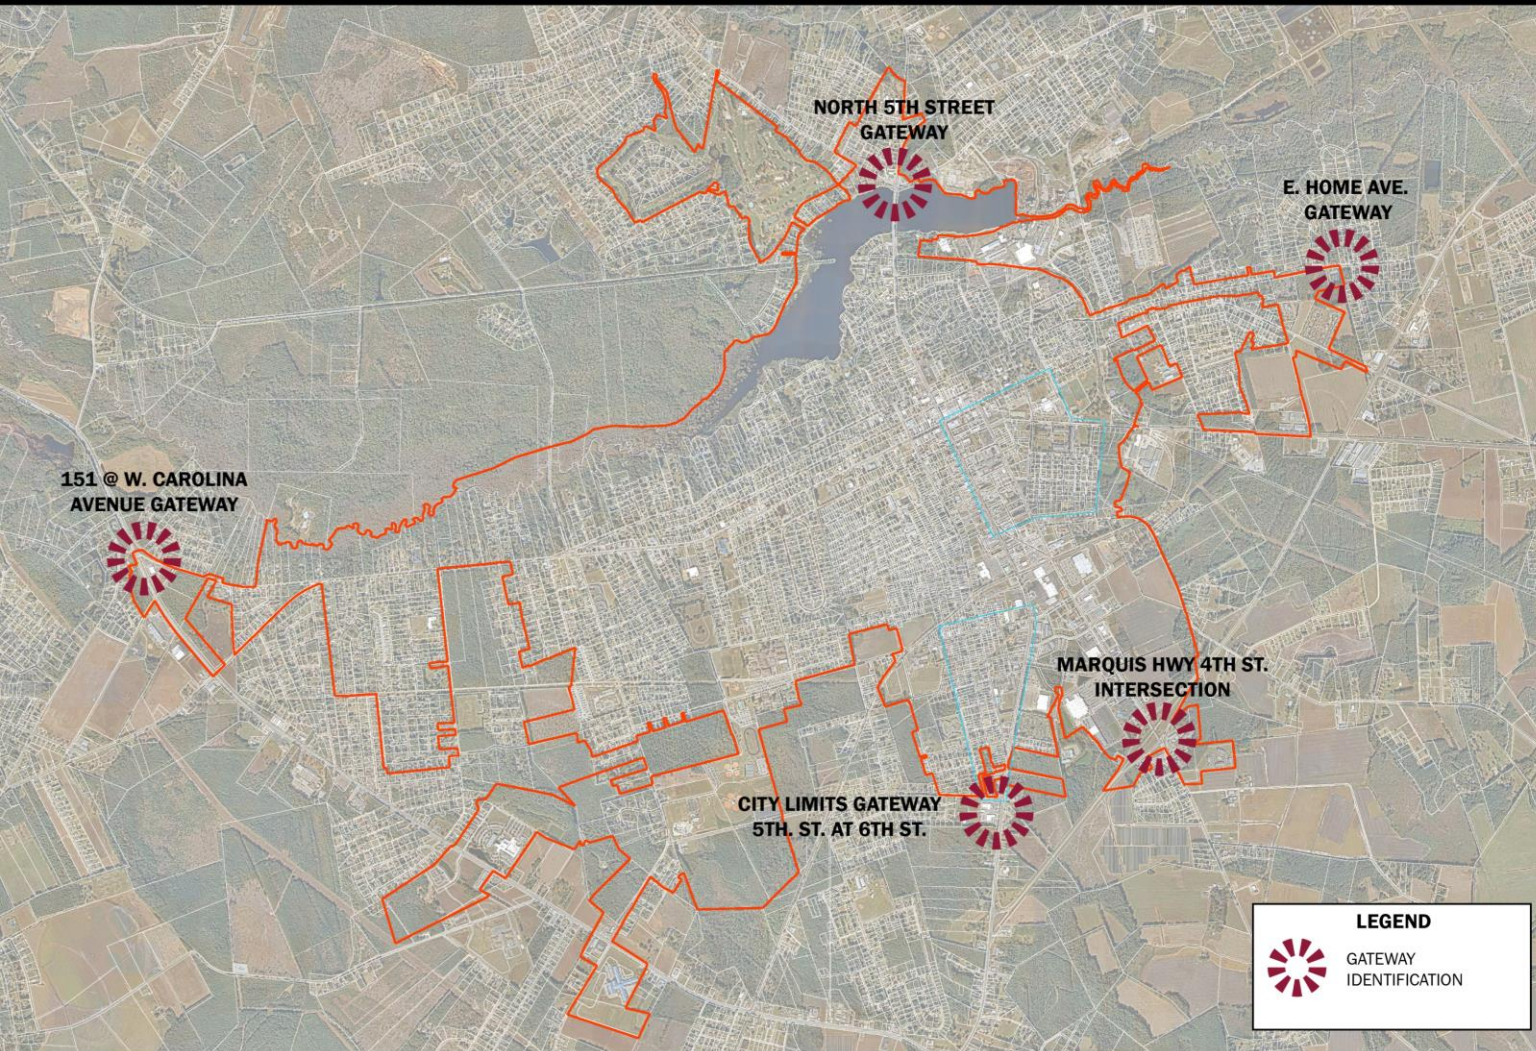 NORTH 5TH STREET
GATEWAY
E. HOME AVE.
GATEWAY
151 @ W. CAROLINA
AVENUE GATEWAY
MARQUIS HWY 4TH ST.
INTERSECTION
CITY LIMITS GATEWAY
5TH. ST. AT 6TH ST.
LEGEND
GATEWAY
IDENTIFICATION